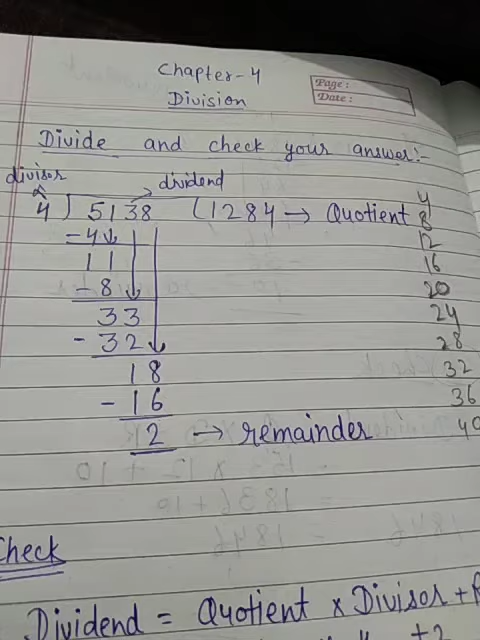 Chapter-4
Division
Page:
Date:
Divide and check your answer:-
divisor
dividend
4) 5138 (1284 → Quotient
-4
11
-8
33
-32
18
-16
12 → remainder
4
8
12
16
20
24
28
32
36
40
Check
Dividend = Quotient x Divisor +
+2